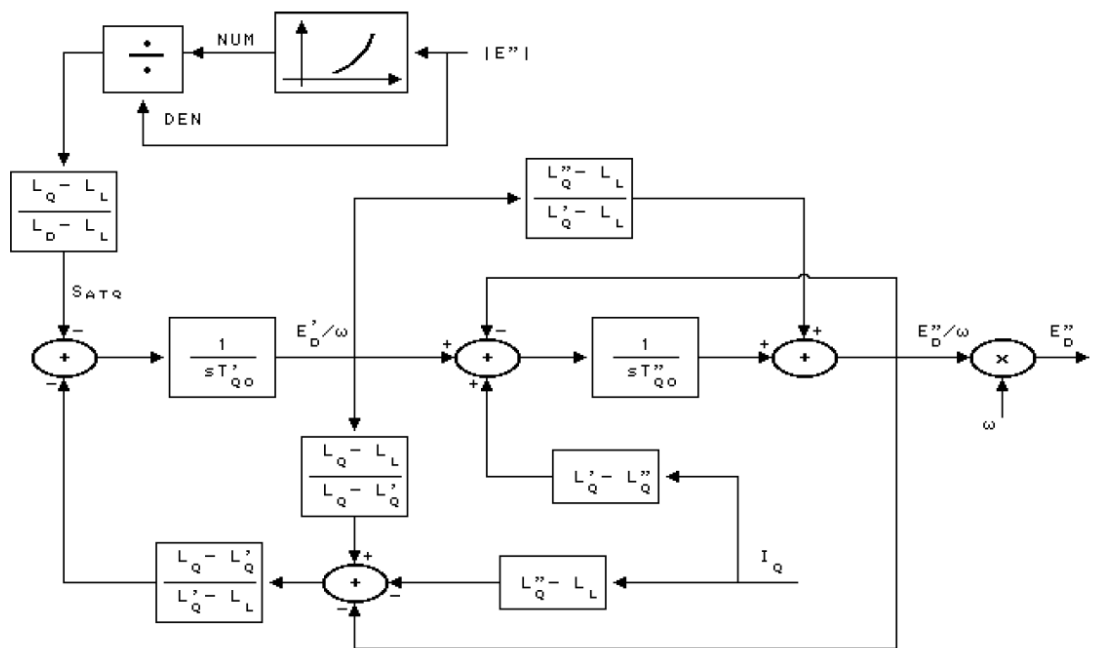 NUM
|E”|
DEN
L_Q - L_L
L_D - L_L
L”_Q - L_L
L’_Q - L_L
S_ATQ
-
+
-
1
sT’_QO
E’_D/ω
+
-
+
+
1
sT”_QO
+
+
+
E”_D/ω
×
E”_D
ω
L_Q - L_L
L_Q - L’_Q
L’_Q - L”_Q
L_Q - L’_Q
L’_Q - L_L
+
+
-
-
L”_Q - L_L
I_Q